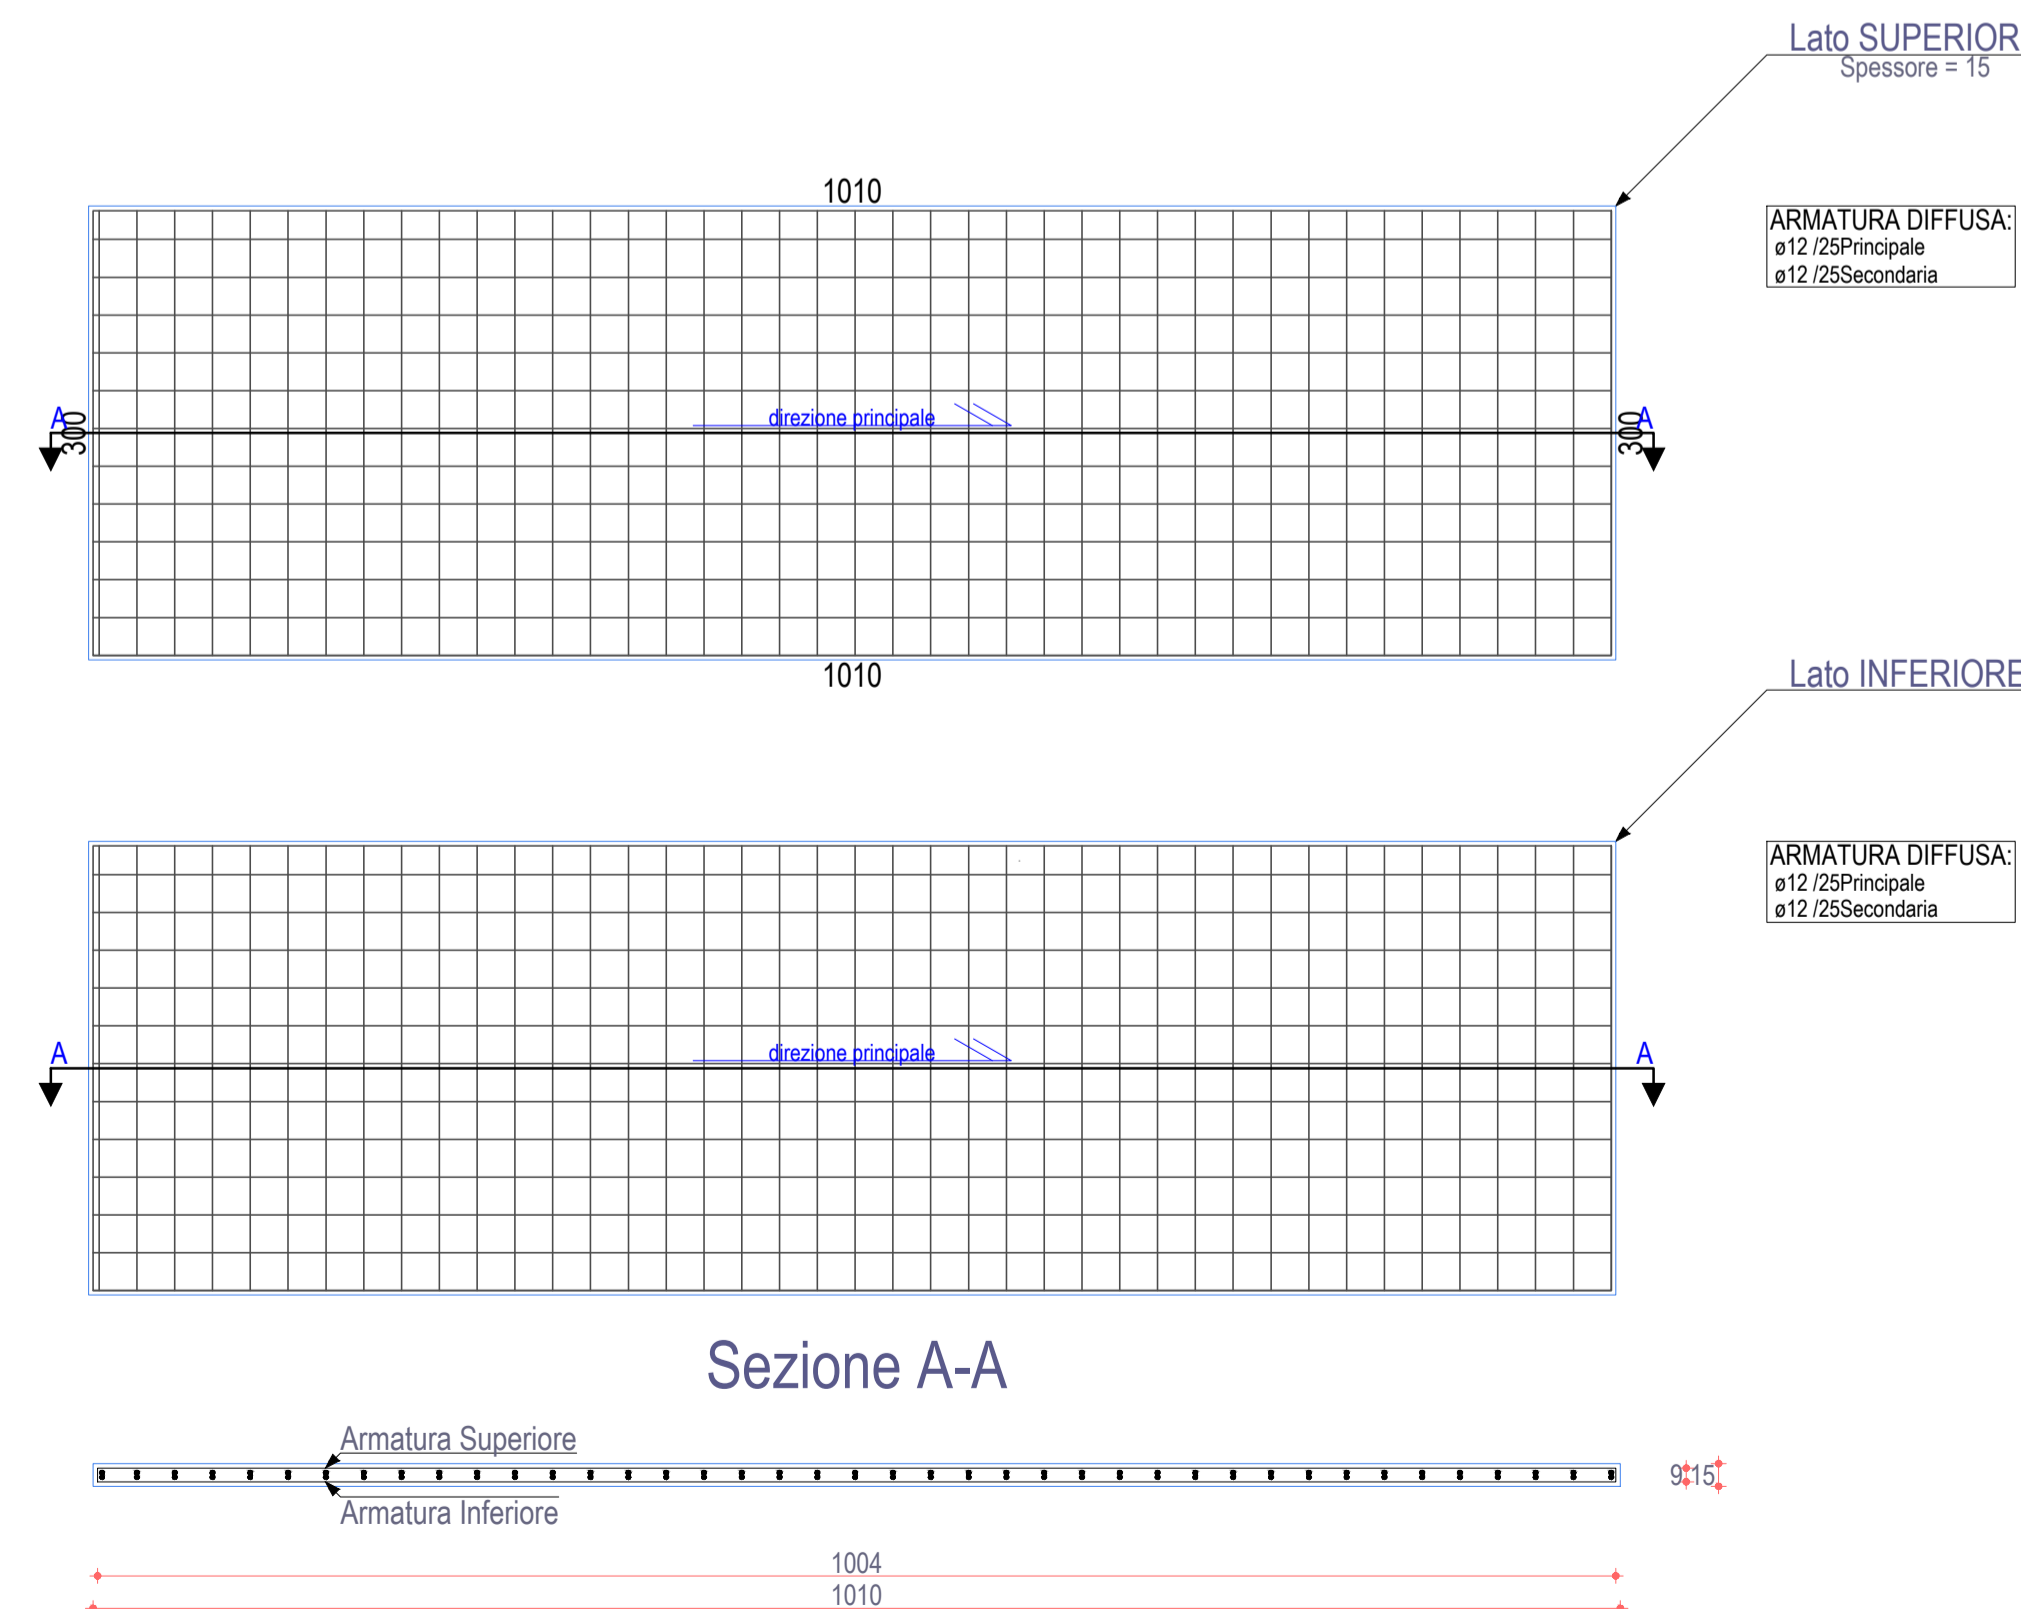 Lato SUPERIOR
Spessore = 15
1010
ARMATURA DIFFUSA:
ø12 /25Principale
ø12 /25Secondaria
A
300
direzione principale
A
300
1010
Lato INFERIORE
ARMATURA DIFFUSA:
ø12 /25Principale
ø12 /25Secondaria
A
direzione principale
A
Sezione A-A
Armatura Superiore
9 15
Armatura Inferiore
1004
1010